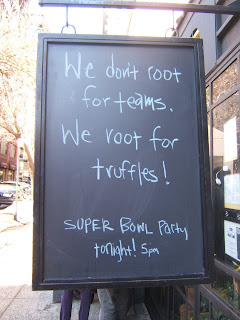 We don't root
for teams.
We root for
truffles!
SUPER BOWL Party
tonight! 5pm